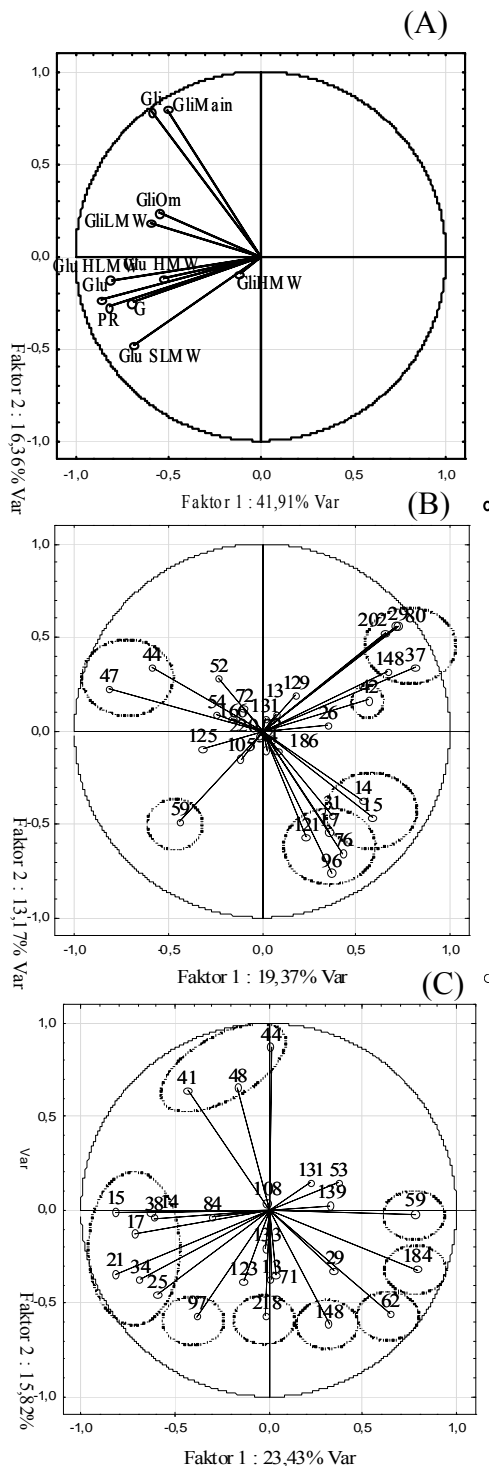 (A)
1,0
Gli
GliMain
0,5
GliOm
GliLMW
0,0
Glu HLMW
Glu HMW
GliHMW
Glu
PR
G
-0,5
Glu SLMW
-1,0
-1,0 -0,5 0,0 0,5 1,0
Faktor 2 : 16,36% Var
Faktor 1 : 41,91% Var
(B)
1,0
202
29
80
0,5
44
148
37
47
52
42
72
13
129
54
131
26
0,0
125
105
186
14
31
15
59
17
-0,5
121
76
96
-1,0
-1,0 -0,5 0,0 0,5 1,0
Faktor 2 : 13,17% Var
Faktor 1 : 19,37% Var
(C)
1,0
44
41
48
0,5
Var
108
131
53
15
38
14
84
139
59
0,0
17
133
21
34
123
13
71
29
184
25
97
218
148
62
-0,5
-1,0
-1,0 -0,5 0,0 0,5 1,0
Faktor 2 : 15,82%
Faktor 1 : 23,43% Var